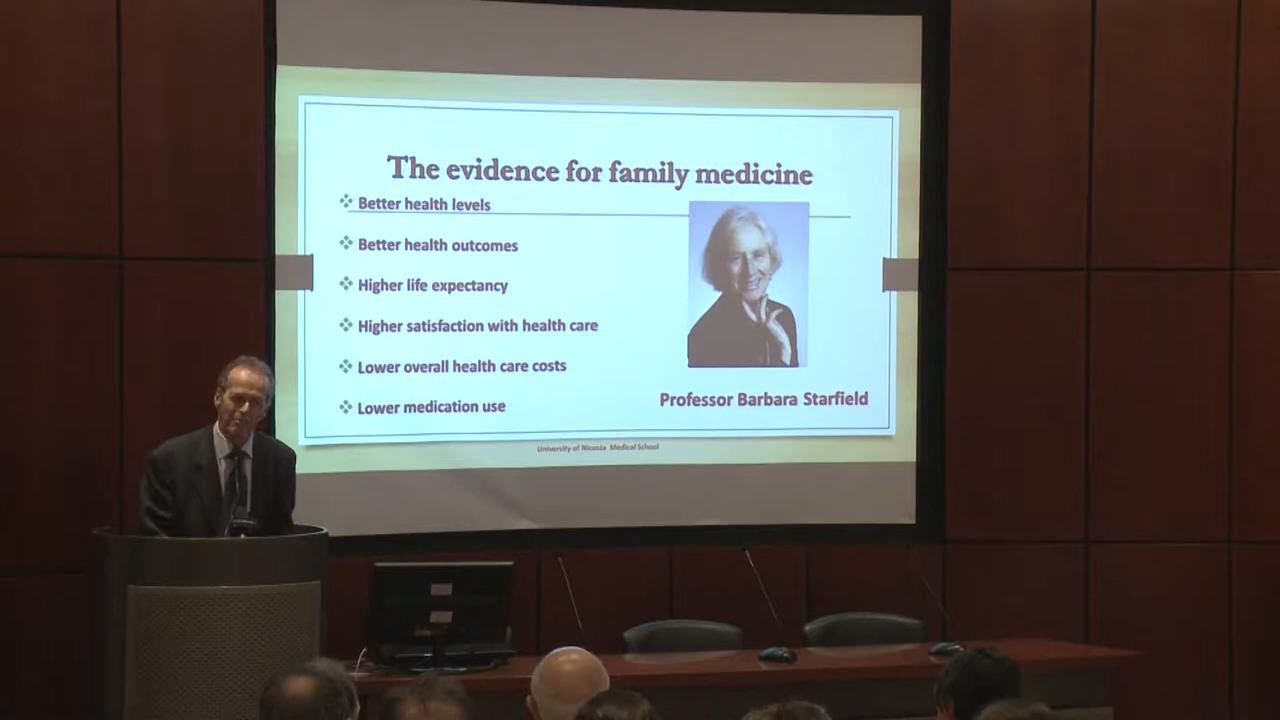 The evidence for family medicine
Better health levels
Better health outcomes
Higher life expectancy
Higher satisfaction with health care
Lower overall health care costs
Lower medication use
Professor Barbara Starfield
University of Nicosia Medical School